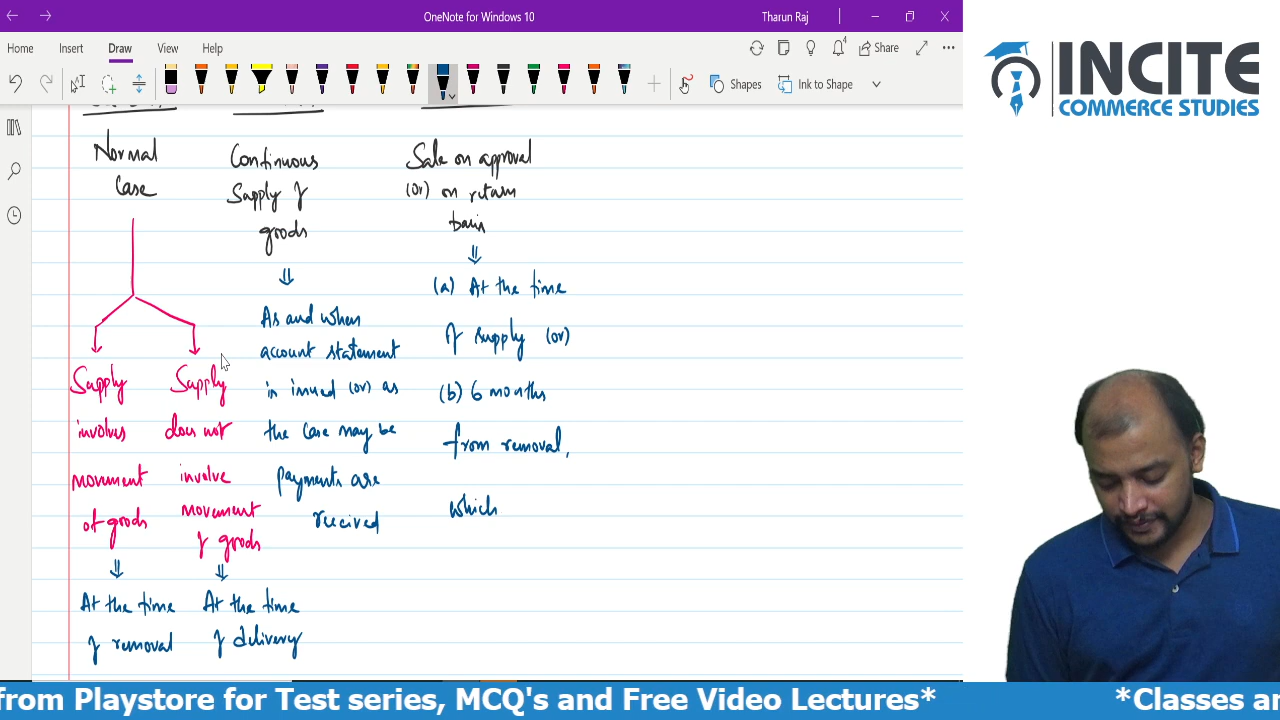 OneNote for Windows 10
Tharun Raj
Home Insert Draw View Help
4
Share
Shapes
Ink to Shape
INCITE
COMMERCE STUDIES
Normal
Case
Continuous
Supply of
goods
Sale on approval
(or) on return
basis
Supply
involves
movement
of goods
At the time
of removal
Supply
does not
involve
movement
of goods
At the time
of delivery
As and when
account statement
is issued (or) as
the case may be
payments are
received
(a) At the time
of supply (or)
(b) 6 months
from removal,
which
from Playstore for Test series, MCQ's and Free Video Lectures*
*Classes an